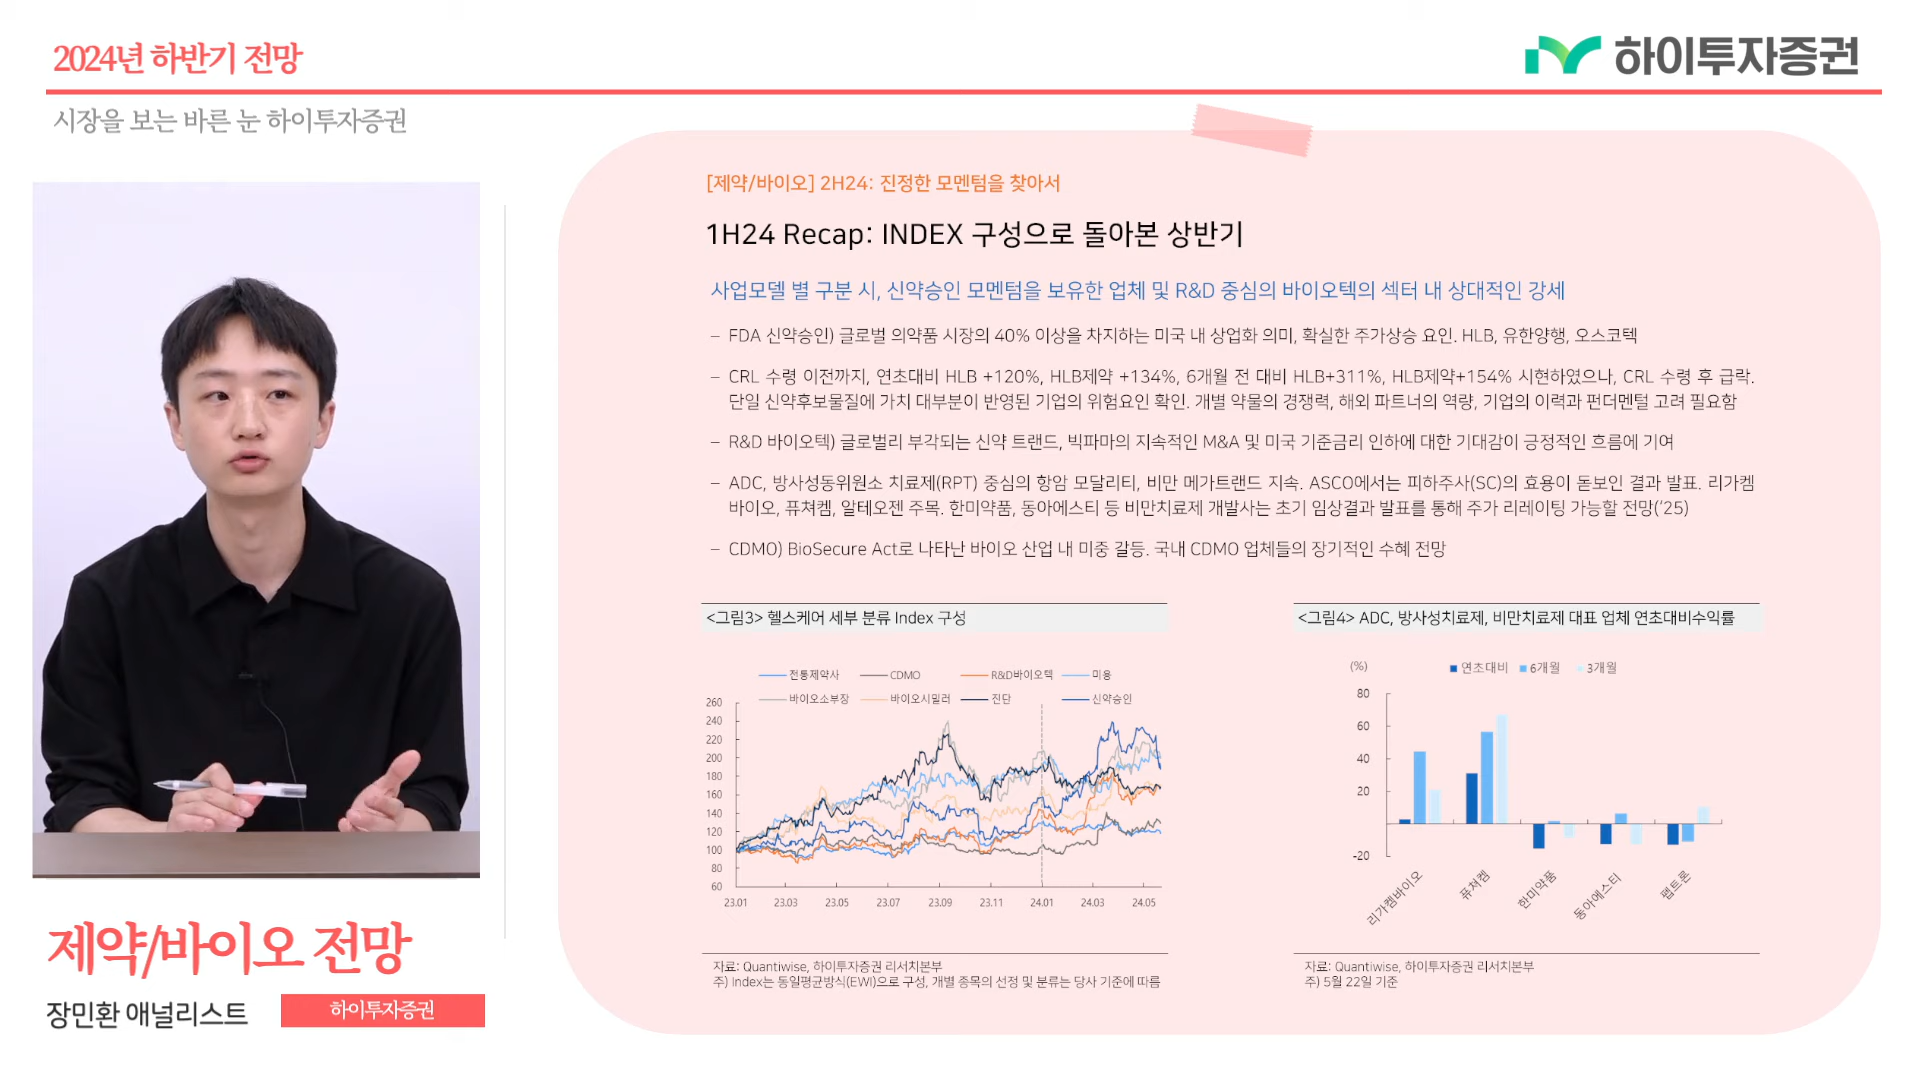 2024년 하반기 전망
하이투자증권
시장을 보는 바른 눈 하이투자증권
[제약/바이오] 2H24: 진정한 모멘텀을 찾아서
1H24 Recap: INDEX 구성으로 돌아본 상반기
사업모델 별 구분 시, 신약승인 모멘텀을 보유한 업체 및 R&D 중심의 바이오텍의 섹터 내 상대적인 강세
– FDA 신약승인) 글로벌 의약품 시장의 40% 이상을 차지하는 미국 내 상업화 의미, 확실한 주가상승 요인. HLB, 유한양행, 오스코텍
– CRL 수령 이전까지, 연초대비 HLB +120%, HLB제약 +134%, 6개월 전 대비 HLB+311%, HLB제약+154% 시현하였으나, CRL 수령 후 급락.
단일 신약후보물질에 가치 대부분이 반영된 기업의 위험요인 확인. 개별 약물의 경쟁력, 해외 파트너의 역량, 기업의 이력과 펀더멘털 고려 필요함
– R&D 바이오텍) 글로벌리 부각되는 신약 트랜드, 빅파마의 지속적인 M&A 및 미국 기준금리 인하에 대한 기대감이 긍정적인 흐름에 기여
– ADC, 방사성동위원소 치료제(RPT) 중심의 항암 모달리티, 비만 메가트랜드 지속. ASCO에서는 피하주사(SC)의 효용이 돋보인 결과 발표. 리가켐
바이오, 퓨쳐켐, 알테오젠 주목. 한미약품, 동아에스티 등 비만치료제 개발사는 초기 임상결과 발표를 통해 주가 리레이팅 가능할 전망('25)
– CDMO) BioSecure Act로 나타난 바이오 산업 내 미중 갈등. 국내 CDMO 업체들의 장기적인 수혜 전망
<그림3> 헬스케어 세부 분류 Index 구성
전통제약사 CDMO R&D바이오텍 미용
바이오소부장 바이오시밀러 진단 신약승인
260
240
220
200
180
160
140
120
100
80
60
23.01 23.03 23.05 23.07 23.09 23.11 24.01 24.03 24.05
자료: Quantiwise, 하이투자증권 리서치본부
주) Index는 동일평균방식(EWI)으로 구성, 개별 종목의 선정 및 분류는 당사 기준에 따름
<그림4> ADC, 방사성치료제, 비만치료제 대표 업체 연초대비수익률
(%)
연초대비 6개월 3개월
80
60
40
20
-20
리가켐바이오 퓨쳐켐 한미약품 동아에스티 펩트론
자료: Quantiwise, 하이투자증권 리서치본부
주) 5월 22일 기준
제약/바이오 전망
장민환 애널리스트
하이투자증권